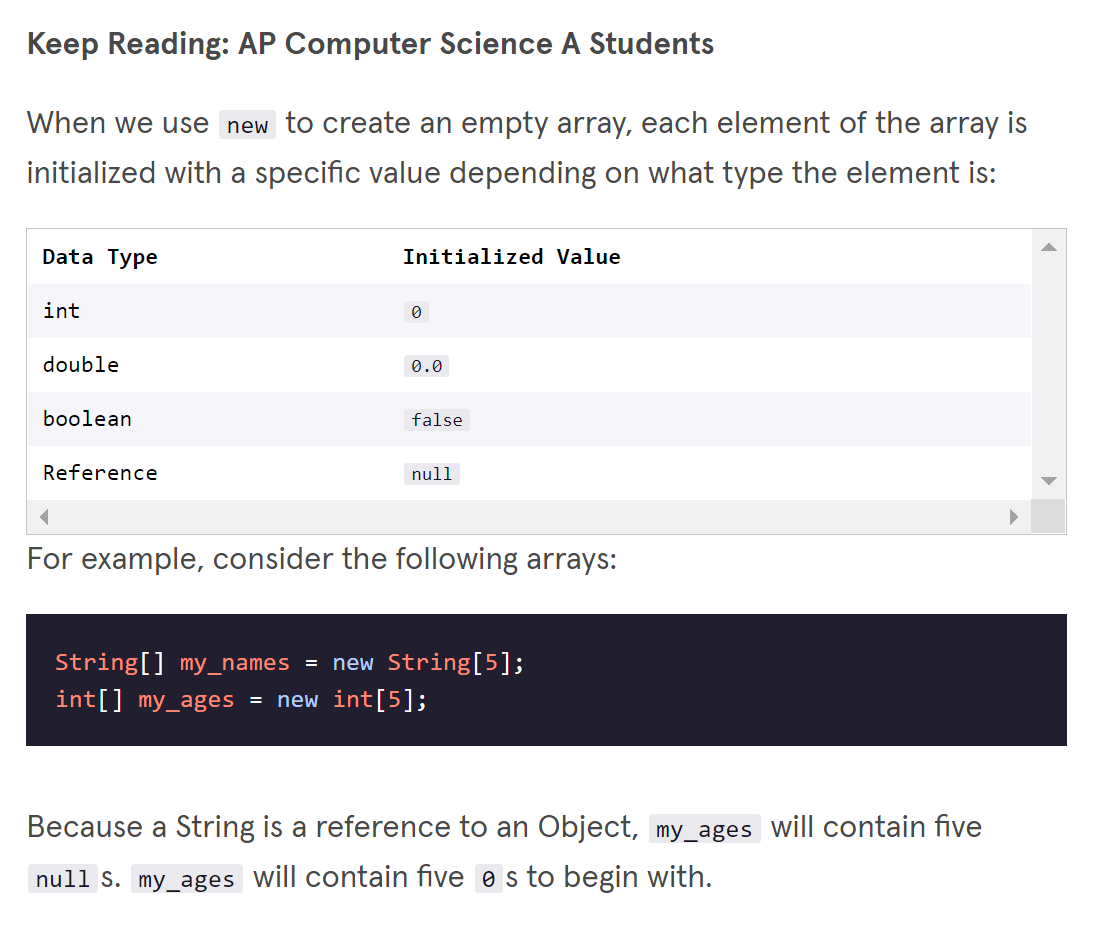 Keep Reading: AP Computer Science A Students
When we use new to create an empty array, each element of the array is
initialized with a specific value depending on what type the element is:
Data Type Initialized Value
int 0
double 0.0
boolean false
Reference null
For example, consider the following arrays:
String[] my_names = new String[5];
int[] my_ages = new int[5];
Because a String is a reference to an Object, my_ages will contain five
null s. my_ages will contain five 0 s to begin with.